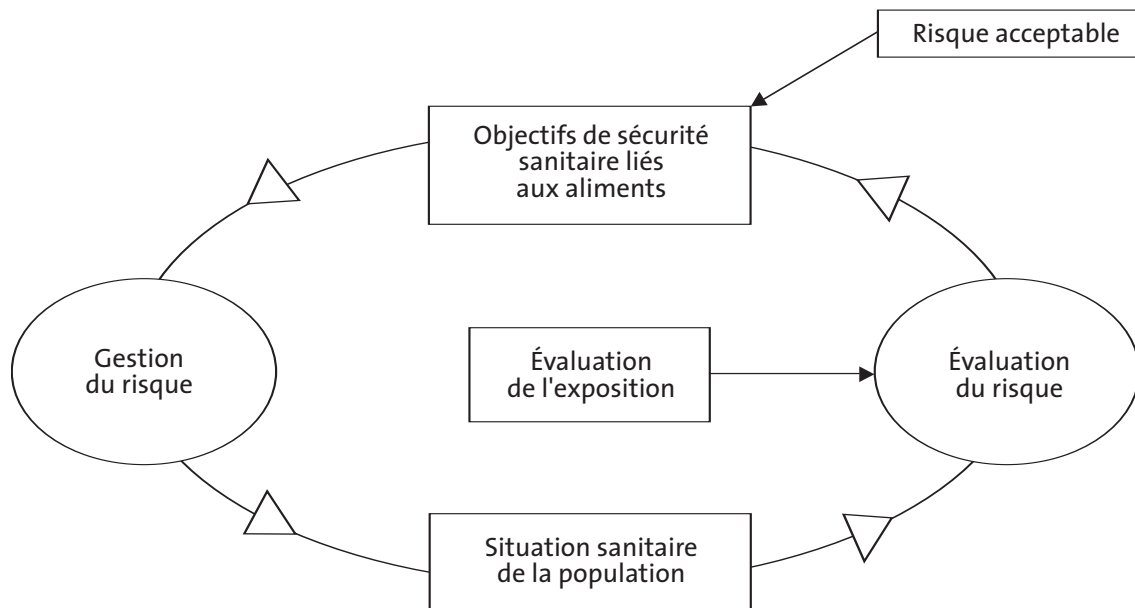 Risque acceptable
Objectifs de sécurité
sanitaire liés
aux aliments
Gestion
du risque
Évaluation
de l'exposition
Évaluation
du risque
Situation sanitaire
de la population